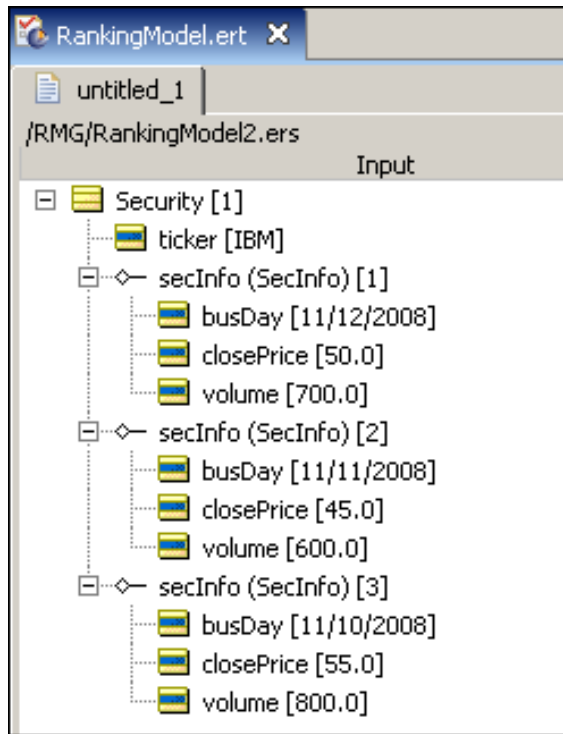 RankingModel.ert
untitled_1
/RMG/RankingModel2.ers
Input
Security [1]
ticker [IBM]
secInfo (SecInfo) [1]
busDay [11/12/2008]
closePrice [50.0]
volume [700.0]
secInfo (SecInfo) [2]
busDay [11/11/2008]
closePrice [45.0]
volume [600.0]
secInfo (SecInfo) [3]
busDay [11/10/2008]
closePrice [55.0]
volume [800.0]